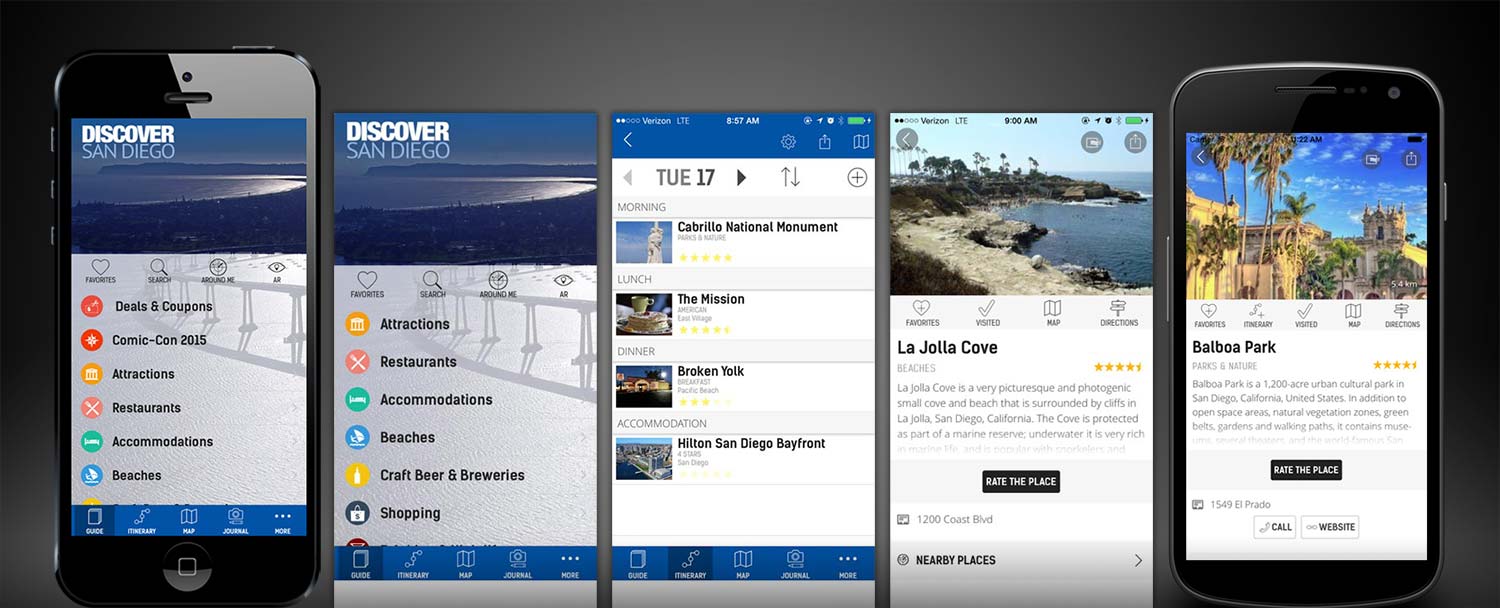 DISCOVER
SAN DIEGO
FAVORITES
SEARCH
AROUND ME
AR
Deals & Coupons
Comic-Con 2015
Attractions
Restaurants
Accommodations
Beaches
GUIDE
ITINERARY
MAP
JOURNAL
MORE
DISCOVER
SAN DIEGO
FAVORITES
SEARCH
AROUND ME
AR
Attractions
Restaurants
Accommodations
Beaches
Craft Beer & Breweries
Shopping
GUIDE
ITINERARY
MAP
JOURNAL
MORE
Verizon LTE 8:57 AM
TUE 17
MORNING
Cabrillo National Monument
PARKS & NATURE
LUNCH
The Mission
AMERICAN
East Village
DINNER
Broken Yolk
BREAKFAST
Pacific Beach
ACCOMMODATION
Hilton San Diego Bayfront
4 STARS
San Diego
GUIDE
ITINERARY
MAP
JOURNAL
MORE
Verizon LTE 9:00 AM
FAVORITES
VISITED
MAP
DIRECTIONS
La Jolla Cove
BEACHES
La Jolla Cove is a very picturesque and photogenic
small cove and beach that is surrounded by cliffs in
La Jolla, San Diego, California. The Cove is protected
as part of a marine reserve; underwater it is very rich
in marine life, and is popular with snorkelers and
RATE THE PLACE
1200 Coast Blvd
NEARBY PLACES
:22 AM
5.4 km
FAVORITES
ITINERARY
VISITED
MAP
DIRECTIONS
Balboa Park
PARKS & NATURE
Balboa Park is a 1,200-acre urban cultural park in
San Diego, California, United States. In addition to
open space areas, natural vegetation zones, green
belts, gardens and walking paths, it contains muse-
ums, several theaters, and the world-famous San
RATE THE PLACE
1549 El Prado
CALL
WEBSITE